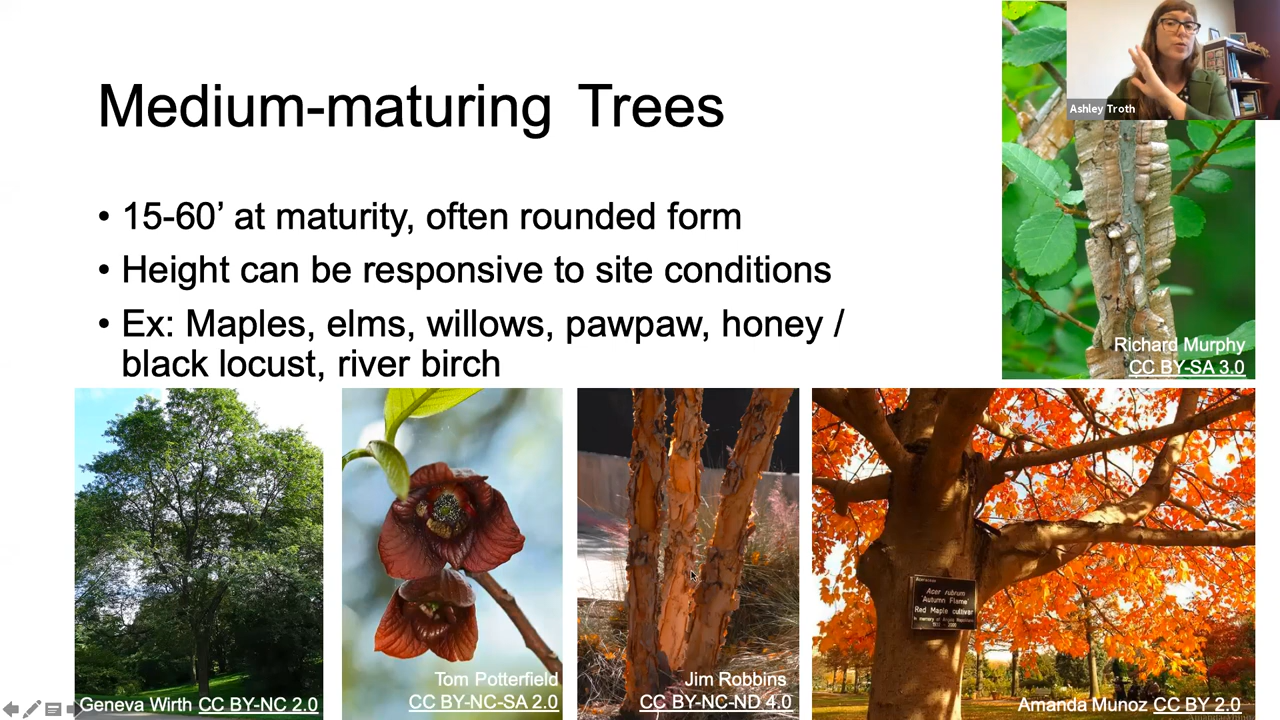 Medium-maturing Trees
Ashley Troth
• 15-60’ at maturity, often rounded form
• Height can be responsive to site conditions
• Ex: Maples, elms, willows, pawpaw, honey /
black locust, river birch
Richard Murphy
CC BY-SA 3.0
Geneva Wirth CC BY-NC 2.0
Tom Potterfield
CC BY-NC-SA 2.0
Jim Robbins
CC BY-NC-ND 4.0
Aceraceae
Acer rubrum
'Autumn Flame'
Red Maple cultivar
Amanda Munoz CC BY 2.0